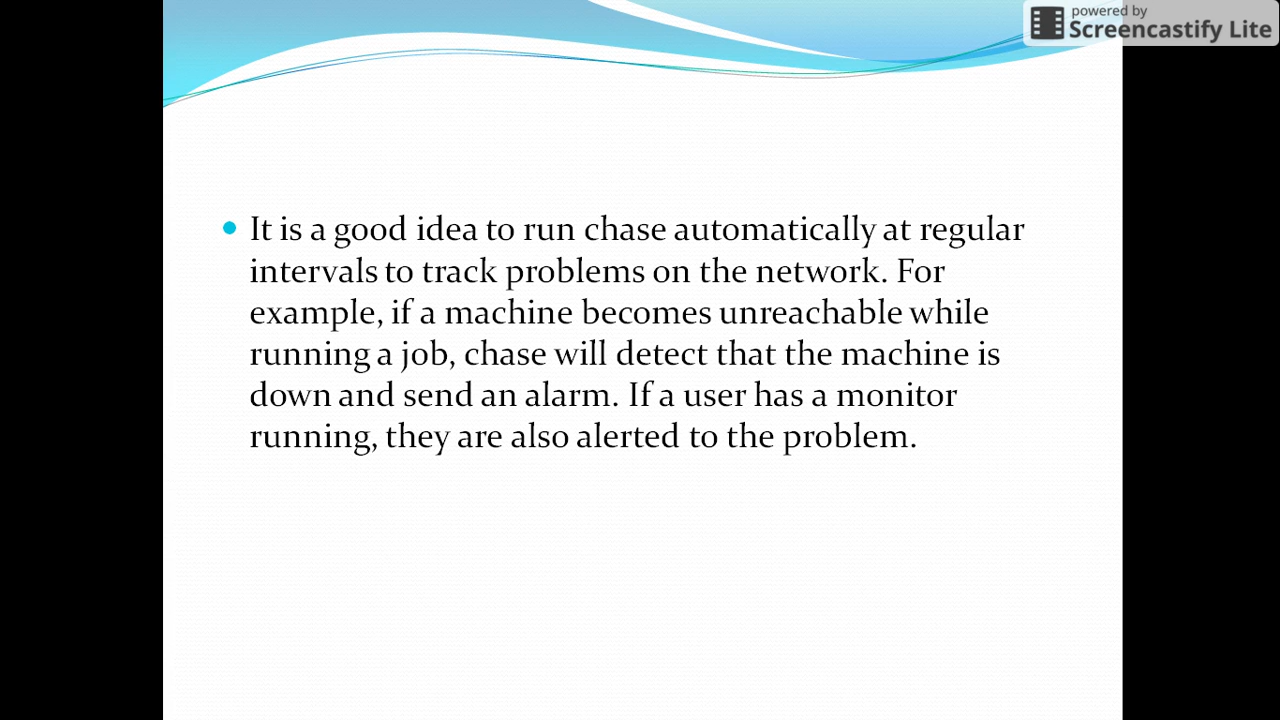 powered by
Screencastify Lite
It is a good idea to run chase automatically at regular
intervals to track problems on the network. For
example, if a machine becomes unreachable while
running a job, chase will detect that the machine is
down and send an alarm. If a user has a monitor
running, they are also alerted to the problem.